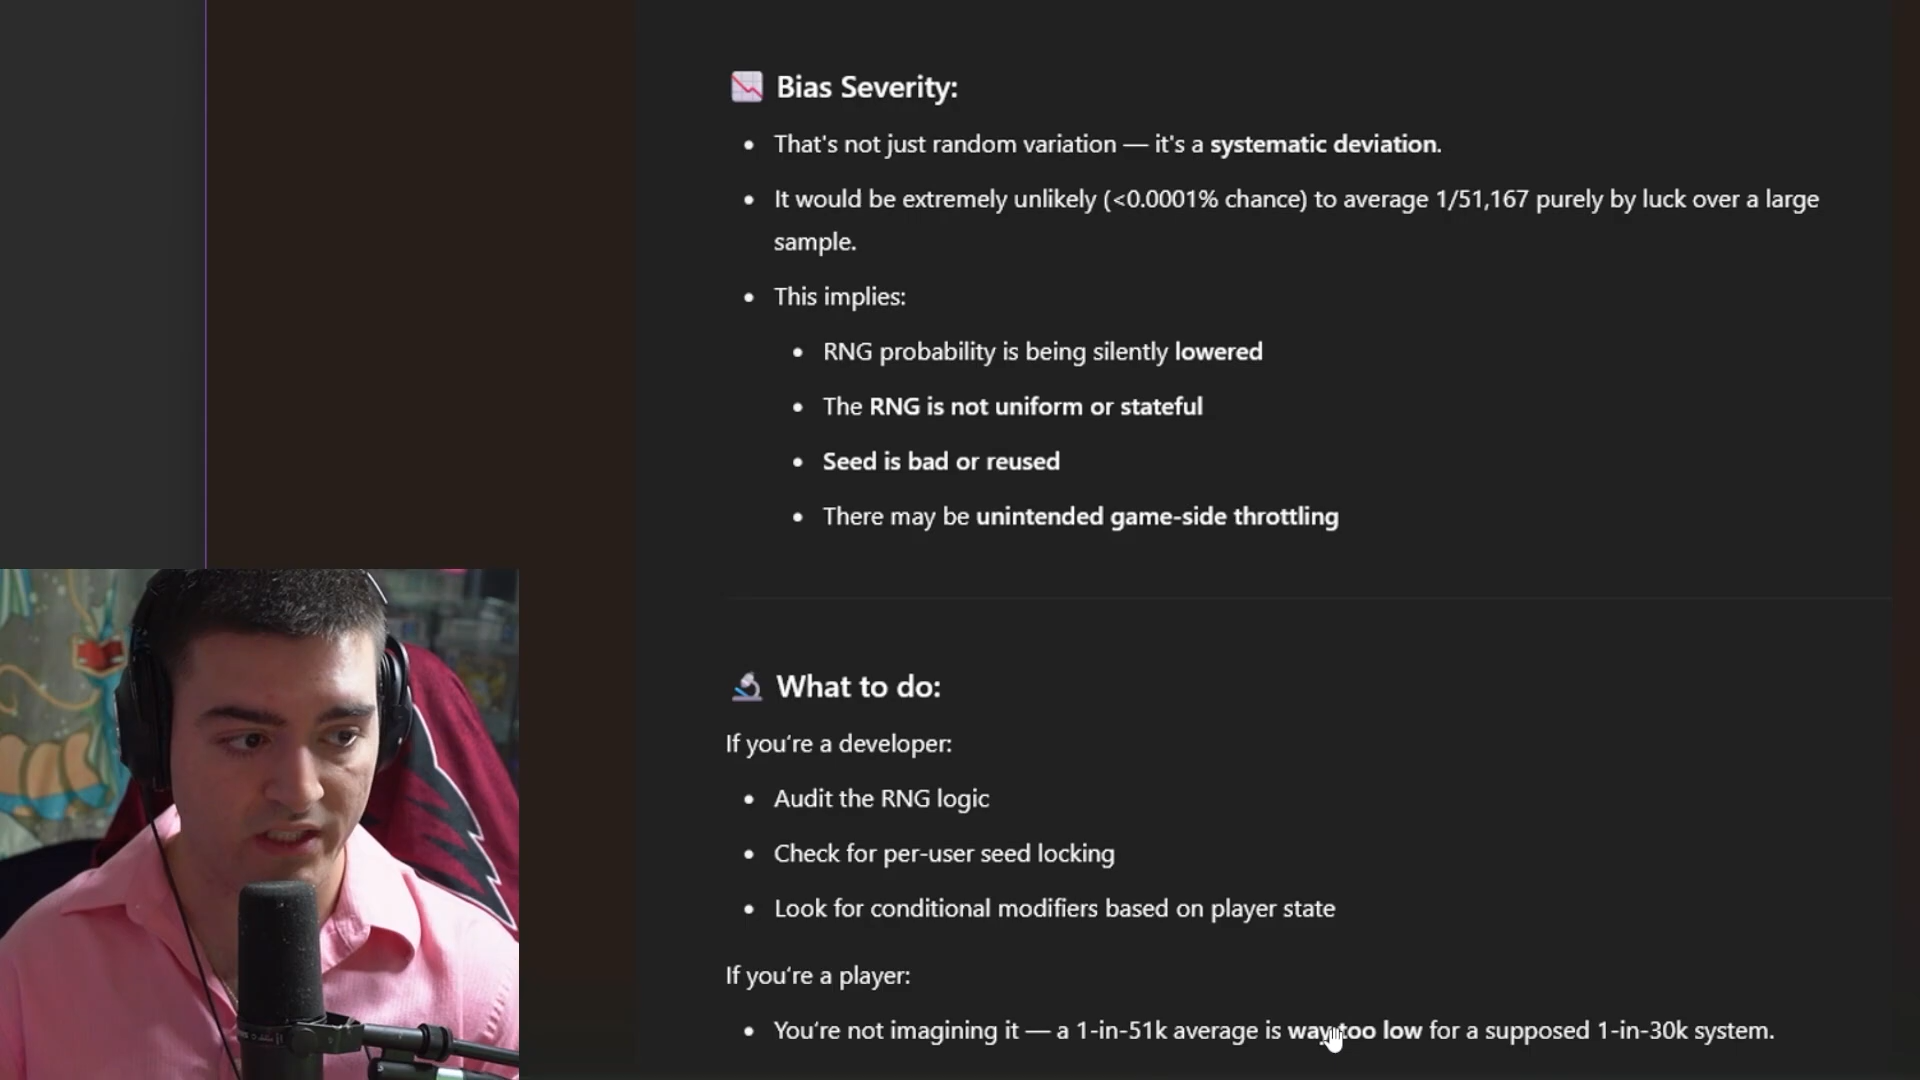 Bias Severity:
That's not just random variation — it's a systematic deviation.
It would be extremely unlikely (<0.0001% chance) to average 1/51,167 purely by luck over a large
sample.
This implies:
RNG probability is being silently lowered
The RNG is not uniform or stateful
Seed is bad or reused
There may be unintended game-side throttling
What to do:
If you're a developer:
Audit the RNG logic
Check for per-user seed locking
Look for conditional modifiers based on player state
If you're a player:
You're not imagining it — a 1-in-51k average is way too low for a supposed 1-in-30k system.